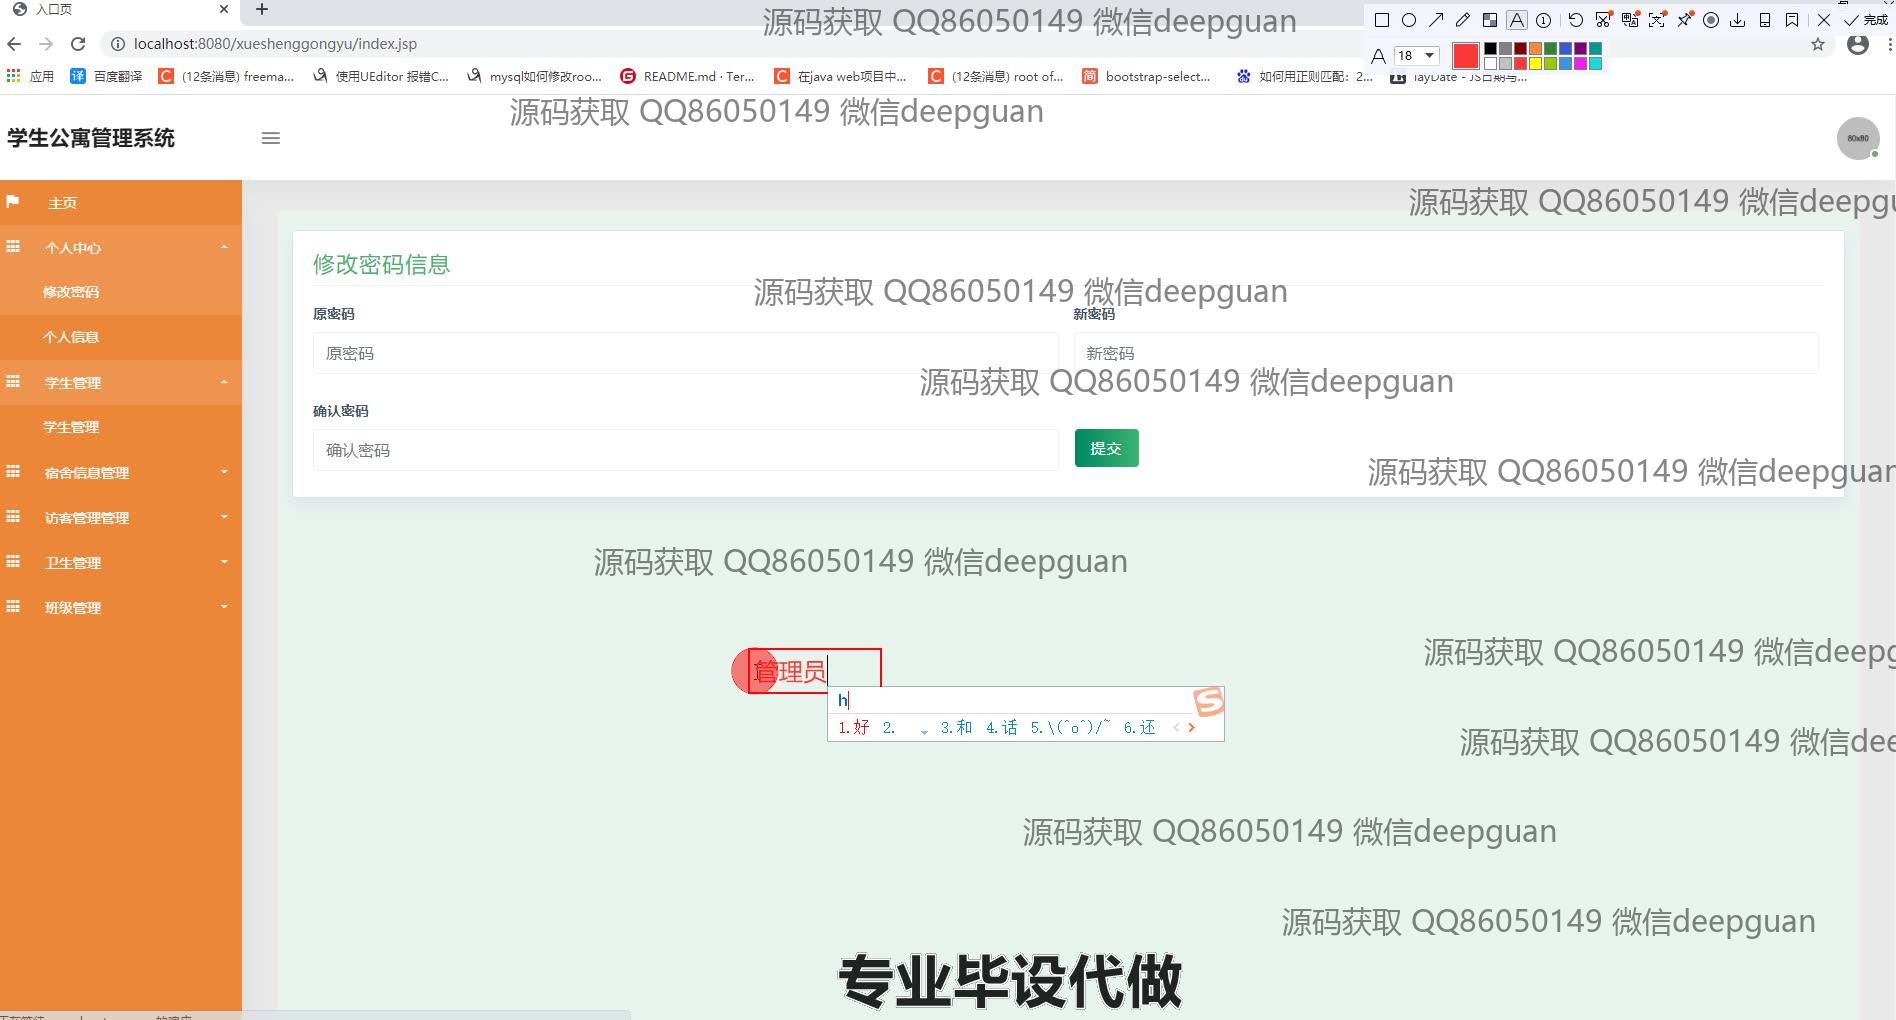 入口页
源码获取 QQ86050149 微信deepguan
完成
localhost:8080/xueshenggongyu/index.jsp
18
应用
百度翻译
(12条消息) freema...
使用UEditor 报错C...
mysql如何修改roo...
README.md · Ter...
在java web项目中...
(12条消息) root of...
bootstrap-select...
如何用正则匹配：2...
layDate - JS日期与...
源码获取 QQ86050149 微信deepguan
学生公寓管理系统
80x80
源码获取 QQ86050149 微信deepgu
主页
个人中心
修改密码
个人信息
学生管理
学生管理
宿舍信息管理
访客管理管理
卫生管理
班级管理
修改密码信息
源码获取 QQ86050149 微信deepguan
原密码
新密码
原密码
新密码
源码获取 QQ86050149 微信deepguan
确认密码
确认密码
提交
源码获取 QQ86050149 微信deepguan
源码获取 QQ86050149 微信deepguan
源码获取 QQ86050149 微信deepg
管理员
h
1.好 2. 3.和 4.话 5.\(^o^)/~ 6.还
源码获取 QQ86050149 微信dee
源码获取 QQ86050149 微信deepguan
源码获取 QQ86050149 微信deepguan
专业毕设代做